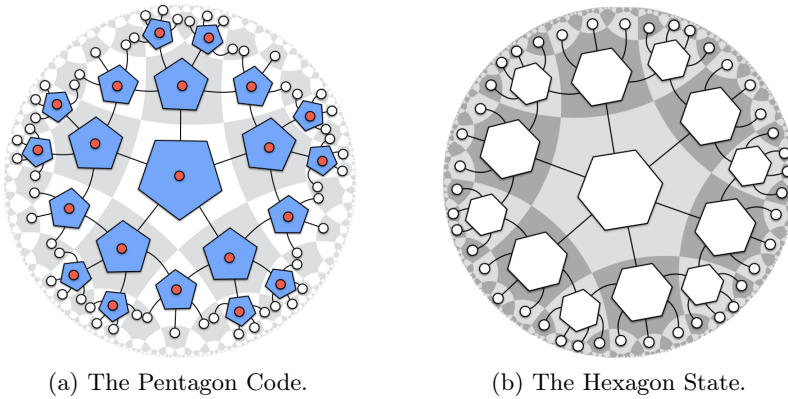 (a) The Pentagon Code.
(b) The Hexagon State.